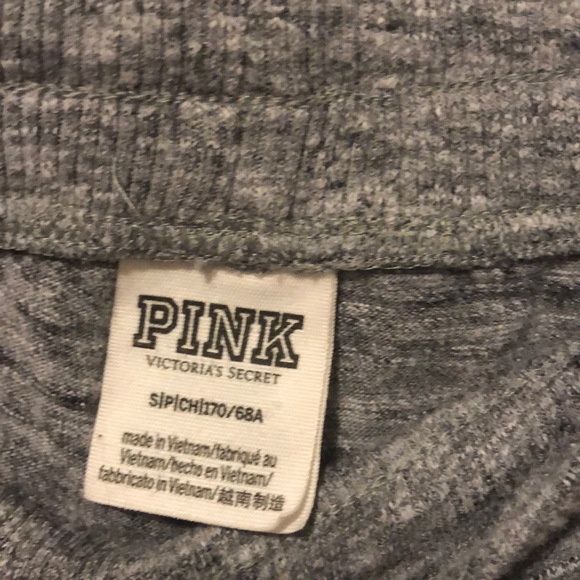 PINK
VICTORIA'S SECRET
S|P|CH|170/68A
made in Vietnam/fabriqué au
Vietnam/hecho en Vietnam/
fabbricato in Vietnam/越南制造